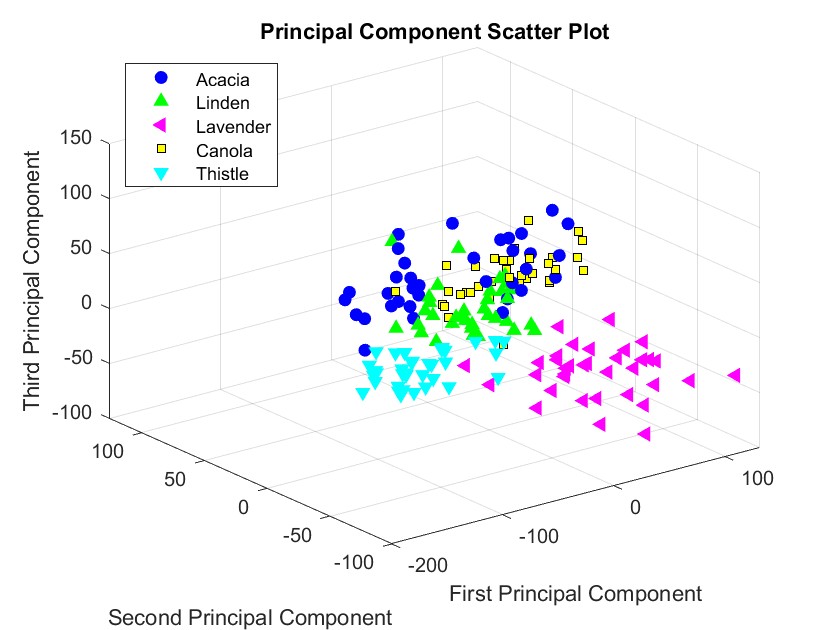 Principal Component Scatter Plot
Acacia
Linden
Lavender
Canola
Thistle
Third Principal Component
150
100
50
0
-50
-100
100
50
0
-50
-100
Second Principal Component
-200
-100
0
100
First Principal Component